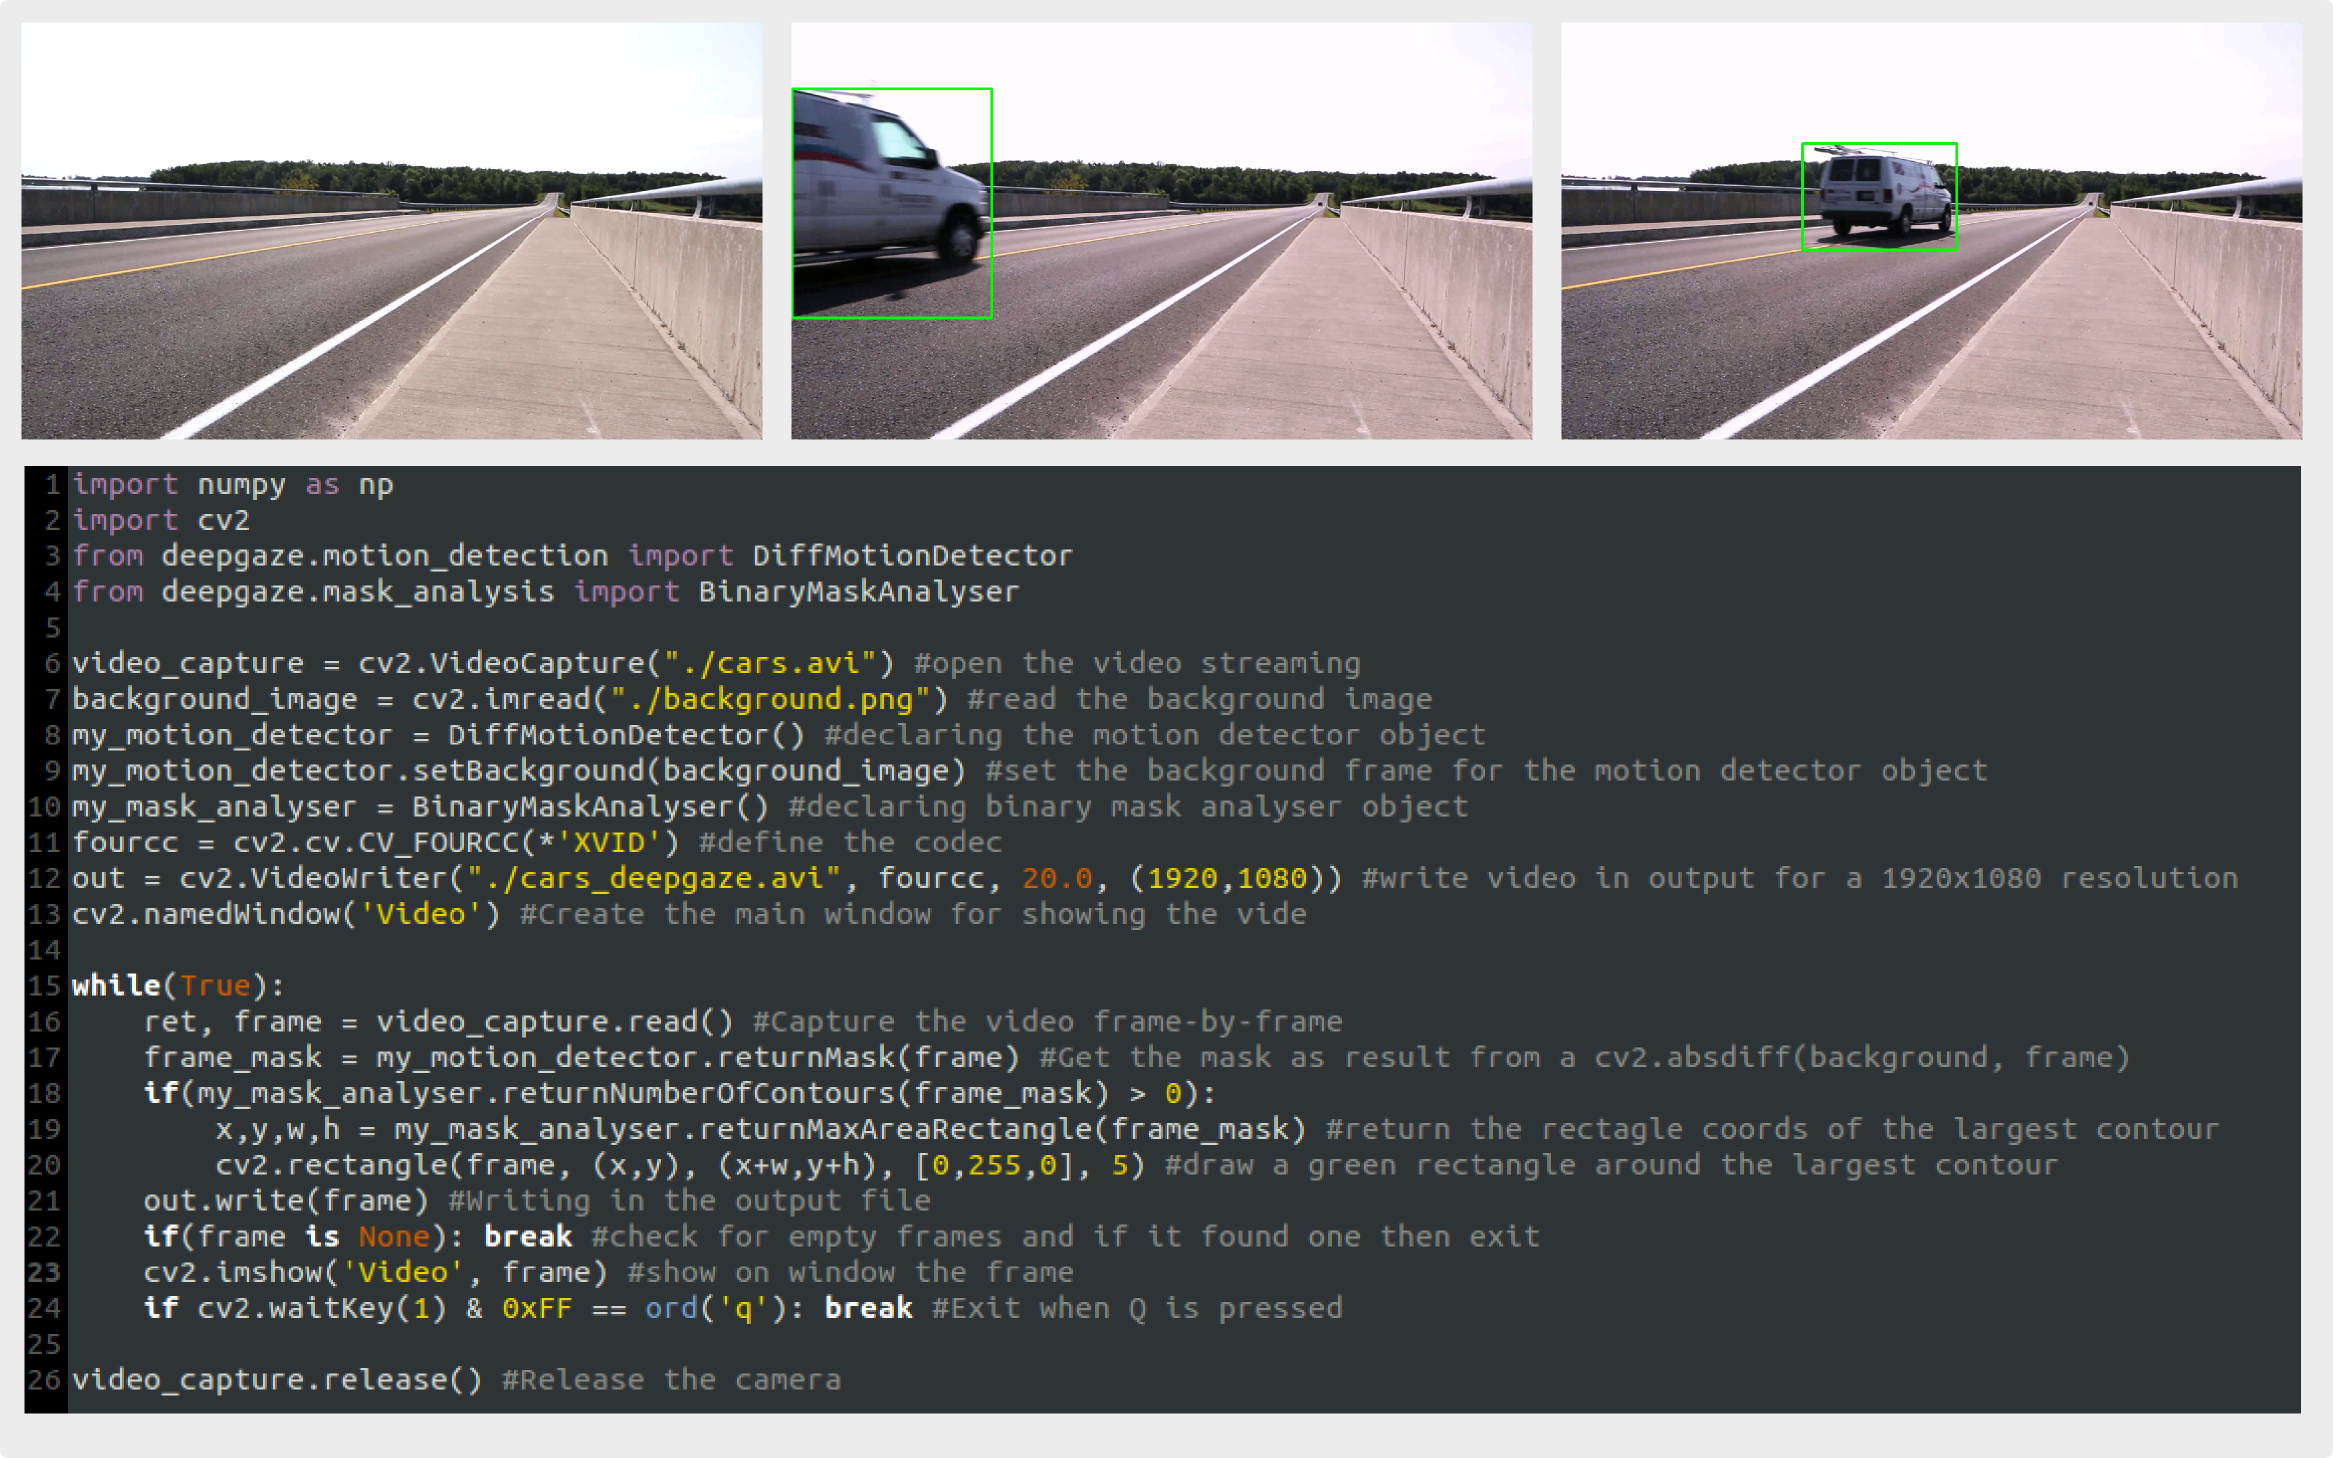 1 import numpy as np
2 import cv2
3 from deepgaze.motion_detection import DiffMotionDetector
4 from deepgaze.mask_analysis import BinaryMaskAnalyser
5
6 video_capture = cv2.VideoCapture("./cars.avi") #open the video streaming
7 background_image = cv2.imread("./background.png") #read the background image
8 my_motion_detector = DiffMotionDetector() #declaring the motion detector object
9 my_motion_detector.setBackground(background_image) #set the background frame for the motion detector object
10 my_mask_analyser = BinaryMaskAnalyser() #declaring binary mask analyser object
11 fourcc = cv2.cv.CV_FOURCC(*'XVID') #define the codec
12 out = cv2.VideoWriter("./cars_deepgaze.avi", fourcc, 20.0, (1920,1080)) #write video in output for a 1920x1080 resolution
13 cv2.namedWindow('Video') #Create the main window for showing the vide
14
15 while(True):
16     ret, frame = video_capture.read() #Capture the video frame-by-frame
17     frame_mask = my_motion_detector.returnMask(frame) #Get the mask as result from a cv2.absdiff(background, frame)
18     if(my_mask_analyser.returnNumberOfContours(frame_mask) > 0):
19         x,y,w,h = my_mask_analyser.returnMaxAreaRectangle(frame_mask) #return the rectagle coords of the largest contour
20         cv2.rectangle(frame, (x,y), (x+w,y+h), [0,255,0], 5) #draw a green rectangle around the largest contour
21     out.write(frame) #Writing in the output file
22     if(frame is None): break #check for empty frames and if it found one then exit
23     cv2.imshow('Video', frame) #show on window the frame
24     if cv2.waitKey(1) & 0xFF == ord('q'): break #Exit when Q is pressed
25
26 video_capture.release() #Release the camera